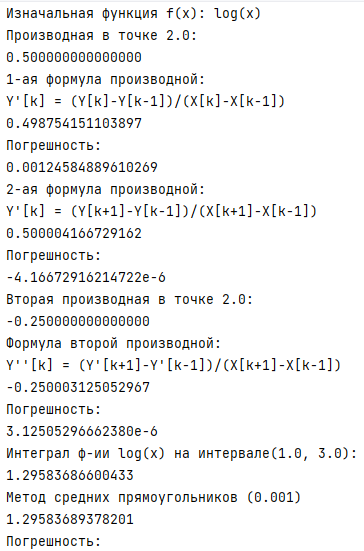 Изначальная функция f(x): log(x)
Производная в точке 2.0:
0.500000000000000
1-ая формула производной:
Y'[k] = (Y[k]-Y[k-1])/(X[k]-X[k-1])
0.498754151103897
Погрешность:
0.00124584889610269
2-ая формула производной:
Y'[k] = (Y[k+1]-Y[k-1])/(X[k+1]-X[k-1])
0.500004166729162
Погрешность:
-4.16672916214722e-6
Вторая производная в точке 2.0:
-0.250000000000000
Формула второй производной:
Y''[k] = (Y'[k+1]-Y'[k-1])/(X[k+1]-X[k-1])
-0.250003125052967
Погрешность:
3.12505296662380e-6
Интеграл ф-ии log(x) на интервале(1.0, 3.0):
1.29583686600433
Метод средних прямоугольников (0.001)
1.29583689378201
Погрешность: